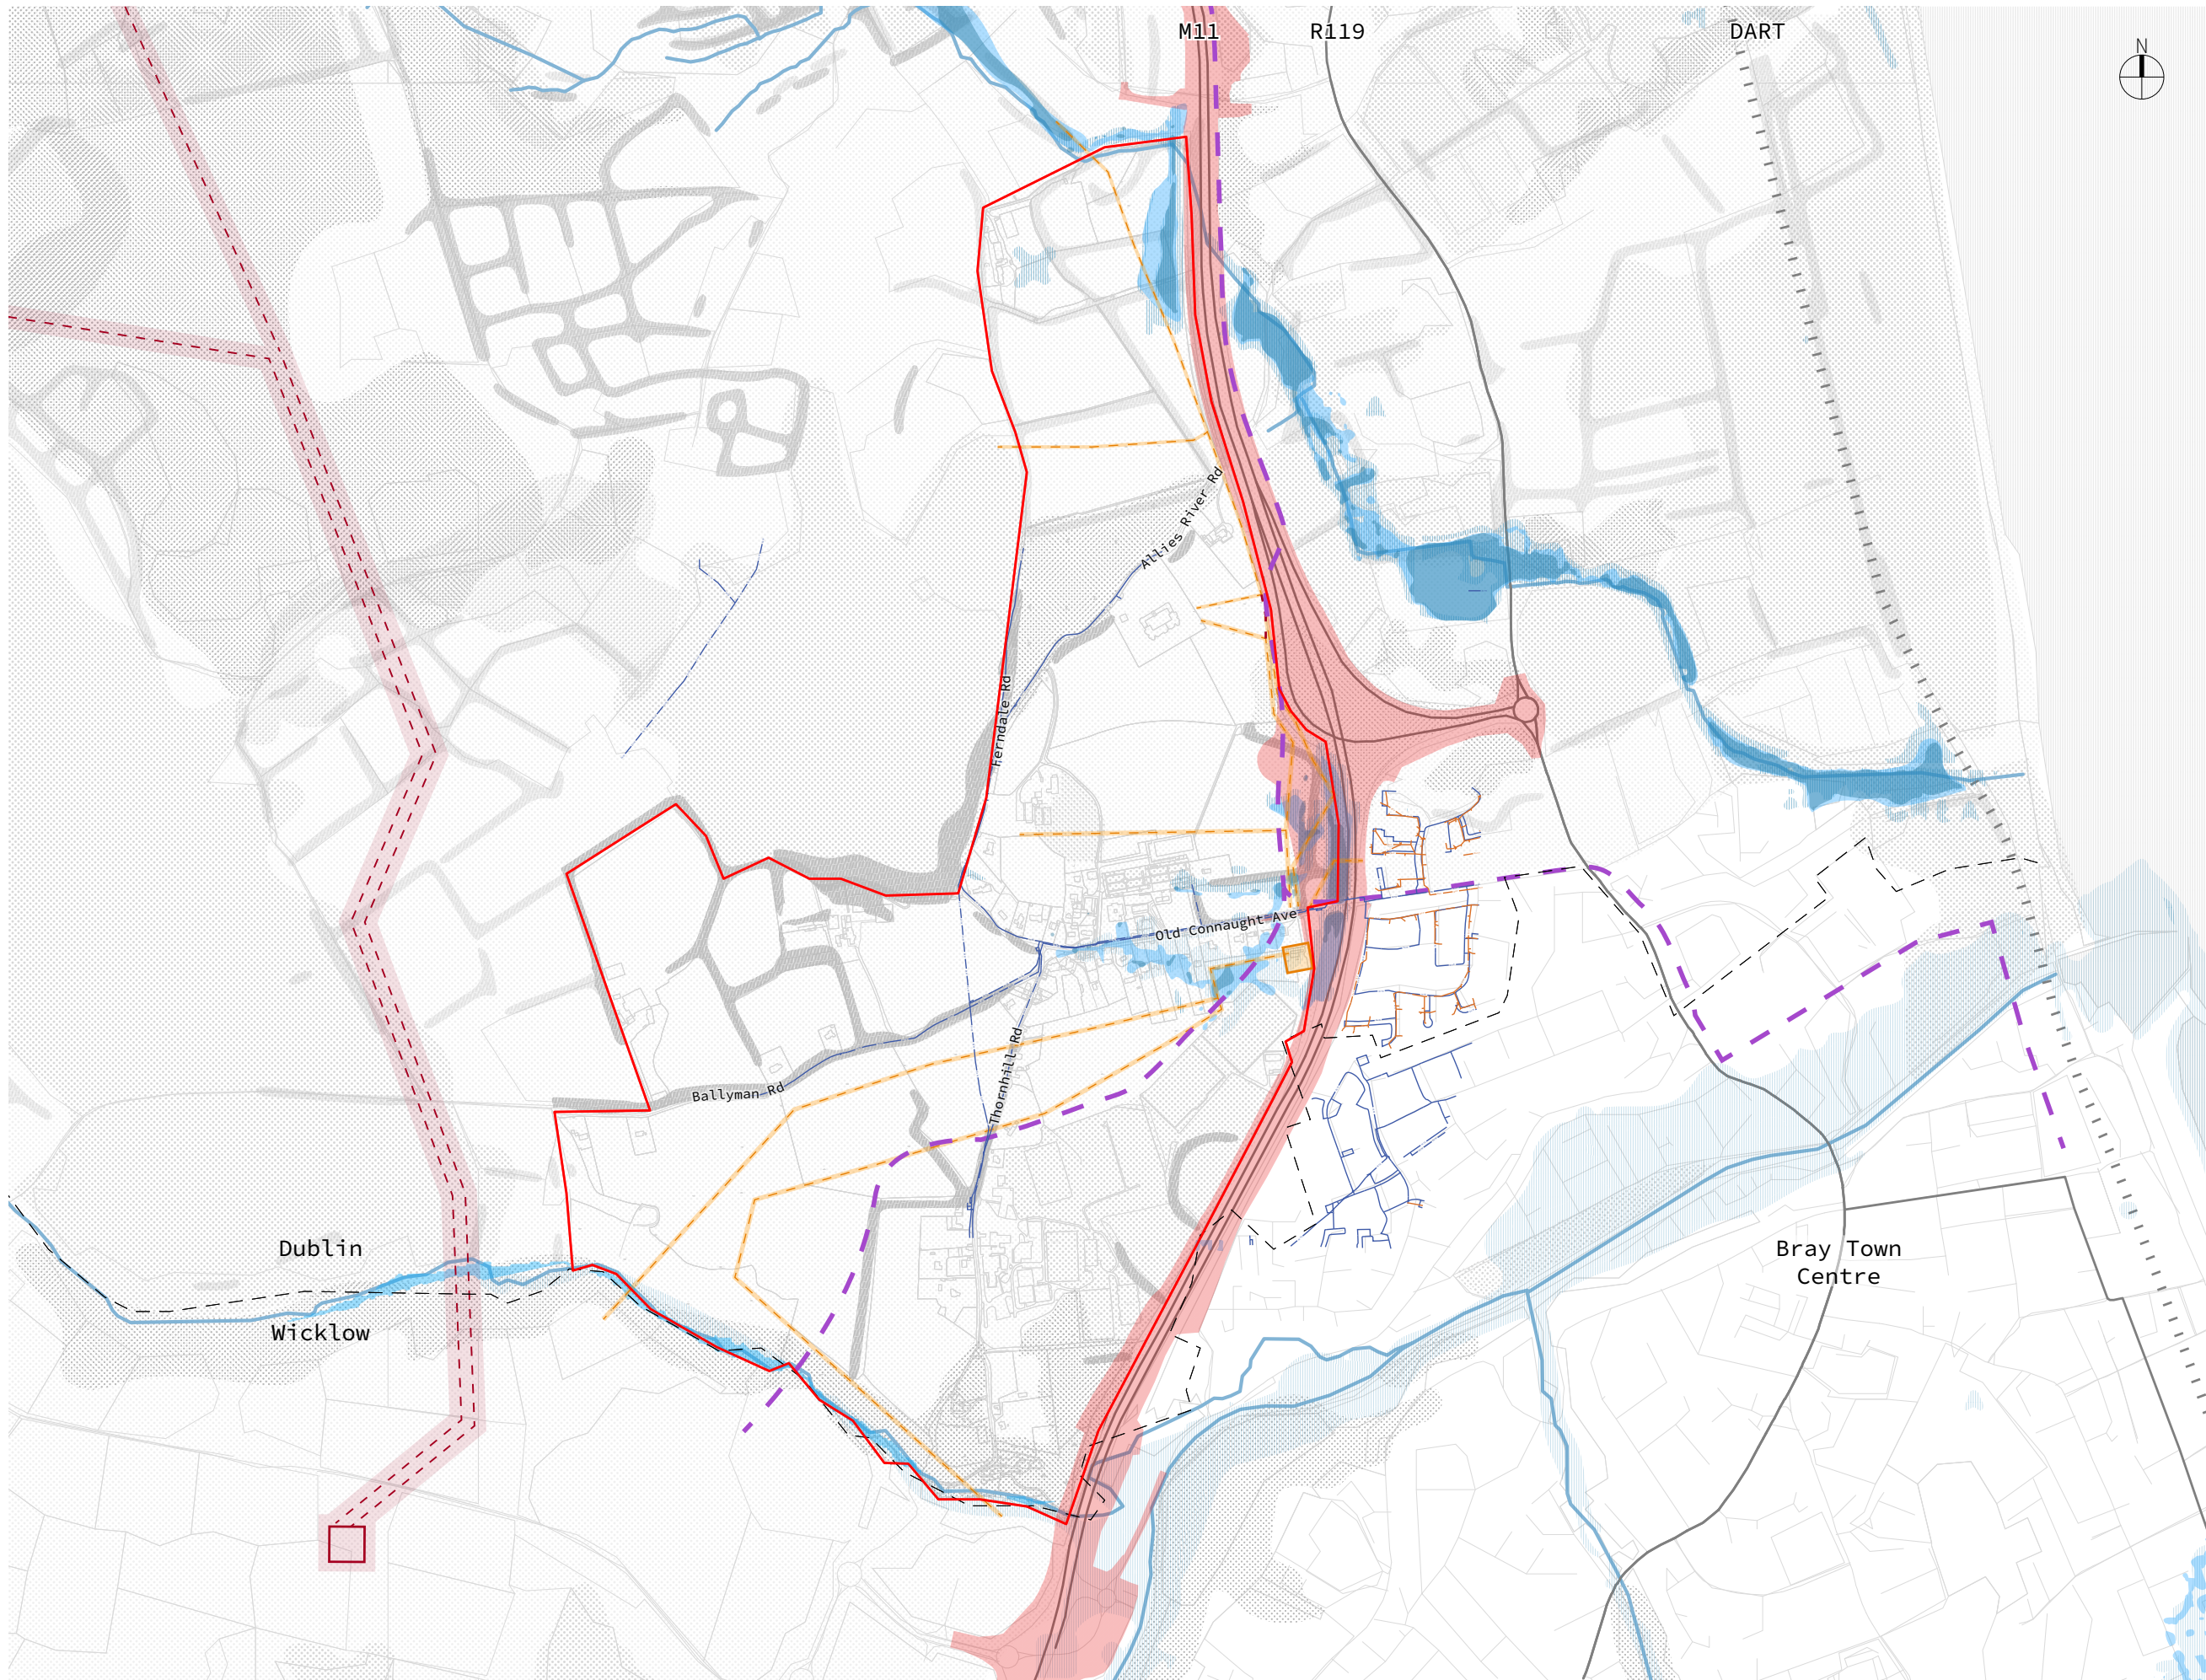 M11
R119
DART
N
Allies River Rd
Ferndale Rd
Old Connaught Ave
Thornhill Rd
Ballyman Rd
Dublin
Wicklow
Bray Town
Centre